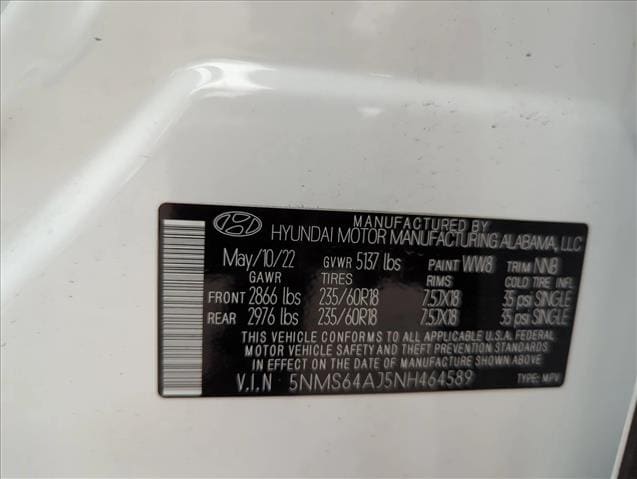 MANUFACTURED BY
HYUNDAI MOTOR MANUFACTURING ALABAMA, LLC
May/10/22 GVWR 5137 lbs PAINT WW8 TRIM NNB
GAWR TIRES COLD TIRE INFL
FRONT 2866 lbs 235/60R18 7.5JX18 35 psi SINGLE
REAR 2976 lbs 235/60R18 7.5JX18 35 psi SINGLE
THIS VEHICLE CONFORMS TO ALL APPLICABLE U.S.A. FEDERAL
MOTOR VEHICLE SAFETY AND THEFT PREVENTION STANDARDS
IN EFFECT ON THE DATE OF MANUFACTURE SHOWN ABOVE.
V.I.N 5NMS64AJ5NH464589 TYPE: MPV